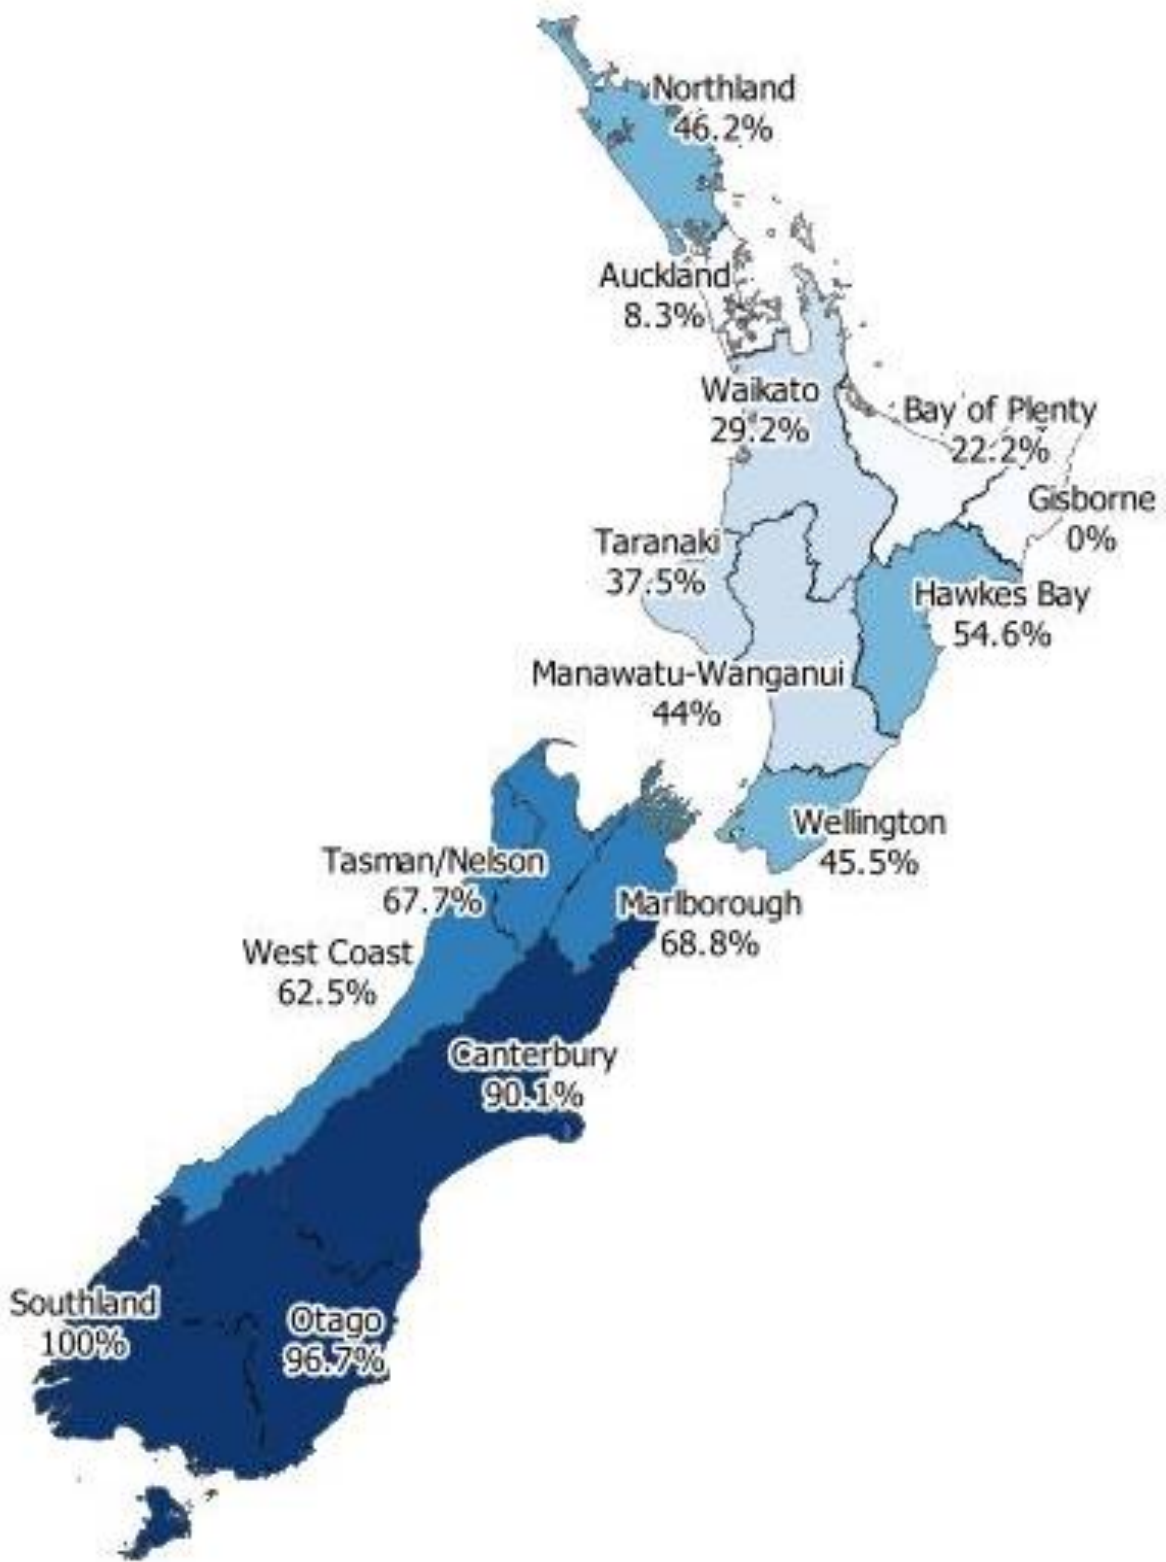 Northland
46.2%
Auckland
8.3%
Waikato
29.2%
Bay of Plenty
22.2%
Gisborne
0%
Taranaki
37.5%
Hawkes Bay
54.6%
Manawatu-Wanganui
44%
Wellington
45.5%
Tasman/Nelson
67.7%
Marlborough
68.8%
West Coast
62.5%
Canterbury
90.1%
Southland
100%
Otago
96.7%